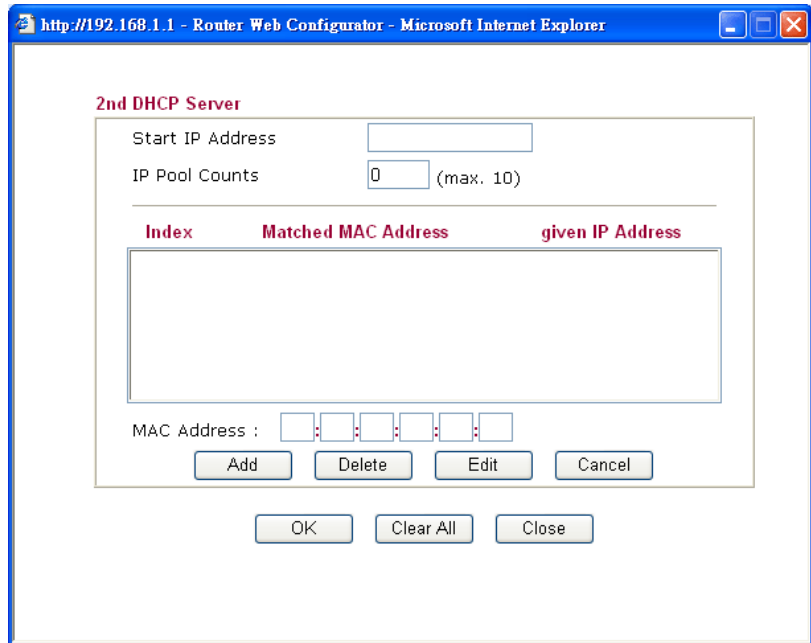 http://192.168.1.1 - Router Web Configurator - Microsoft Internet Explorer
2nd DHCP Server
Start IP Address
IP Pool Counts 0 (max. 10)
Index Matched MAC Address given IP Address
MAC Address : : : : : :
Add Delete Edit Cancel
OK Clear All Close